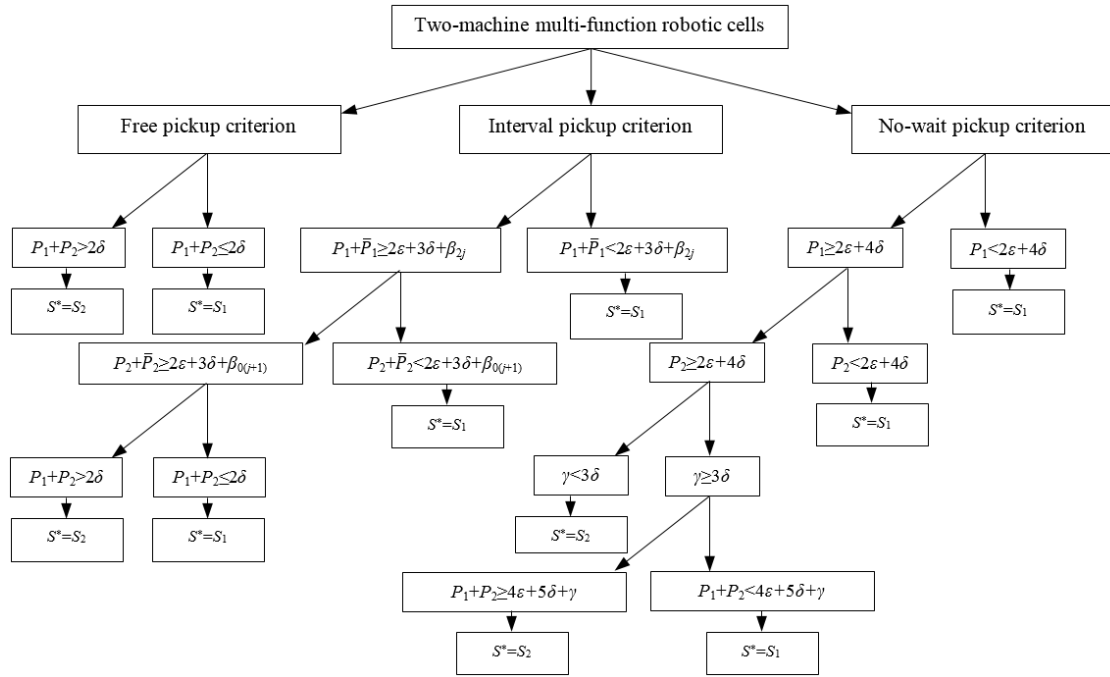 Two-machine multi-function robotic cells
Free pickup criterion
Interval pickup criterion
No-wait pickup criterion
P₁+P₂>2δ
P₁+P₂≤2δ
P₁+P̄₁≥2ε+3δ+β₂ⱼ
P₁+P̄₁<2ε+3δ+β₂ⱼ
P₁≥2ε+4δ
P₁<2ε+4δ
S*=S₂
S*=S₁
S*=S₁
S*=S₁
P₂+P̄₂≥2ε+3δ+β₀₍ⱼ₊₁₎
P₂+P̄₂<2ε+3δ+β₀₍ⱼ₊₁₎
P₂≥2ε+4δ
P₂<2ε+4δ
S*=S₁
S*=S₁
P₁+P₂>2δ
P₁+P₂≤2δ
γ<3δ
γ≥3δ
S*=S₂
S*=S₁
S*=S₂
P₁+P₂≥4ε+5δ+γ
P₁+P₂<4ε+5δ+γ
S*=S₂
S*=S₁